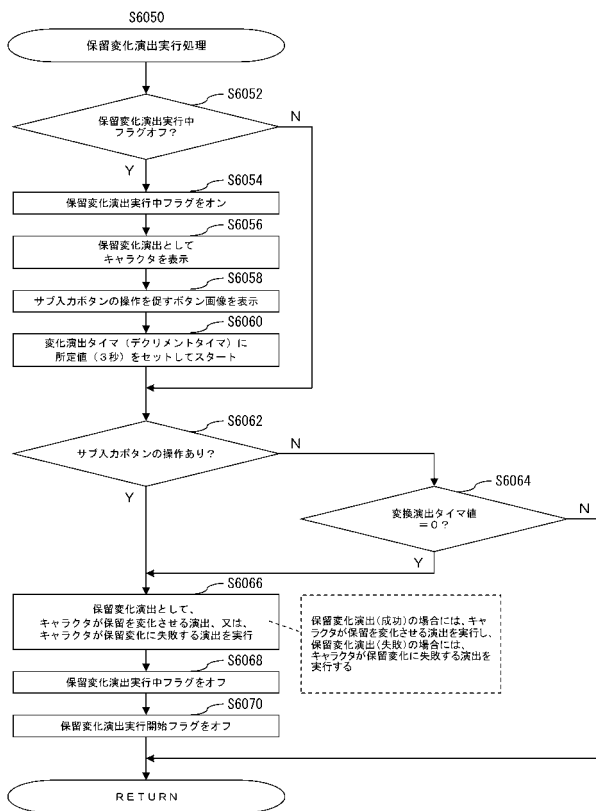 S6050
保留変化演出実行処理
S6052
保留変化演出実行中
フラグオフ?
N
Y
S6054
保留変化演出実行中フラグをオン
S6056
保留変化演出として
キャラクタを表示
S6058
サブ入力ボタンの操作を促すボタン画像を表示
S6060
変化演出タイマ(デクリメントタイマ)に
所定値(3秒)をセットしてスタート
S6062
サブ入力ボタンの操作あり?
N
Y
S6064
変換演出タイマ値
=0?
N
Y
S6066
保留変化演出として、
キャラクタが保留を変化させる演出、又は、
キャラクタが保留変化に失敗する演出を実行
保留変化演出(成功)の場合には、キャ
ラクタが保留を変化させる演出を実行し、
保留変化演出(失敗)の場合には、
キャラクタが保留変化に失敗する演出を
実行する
S6068
保留変化演出実行中フラグをオフ
S6070
保留変化演出実行開始フラグをオフ
RETURN